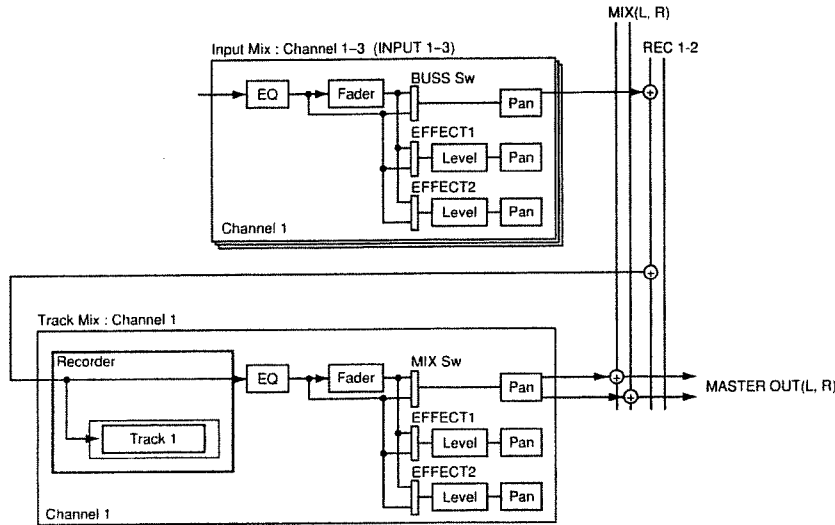 MIX(L, R)
Input Mix : Channel 1–3 (INPUT 1–3)
REC 1-2
BUSS Sw
EQ
Fader
Pan
EFFECT1
Level
Pan
EFFECT2
Level
Pan
Channel 1
Track Mix : Channel 1
Recorder
MIX Sw
EQ
Fader
Pan
MASTER OUT(L, R)
EFFECT1
Track 1
Level
Pan
EFFECT2
Level
Pan
Channel 1